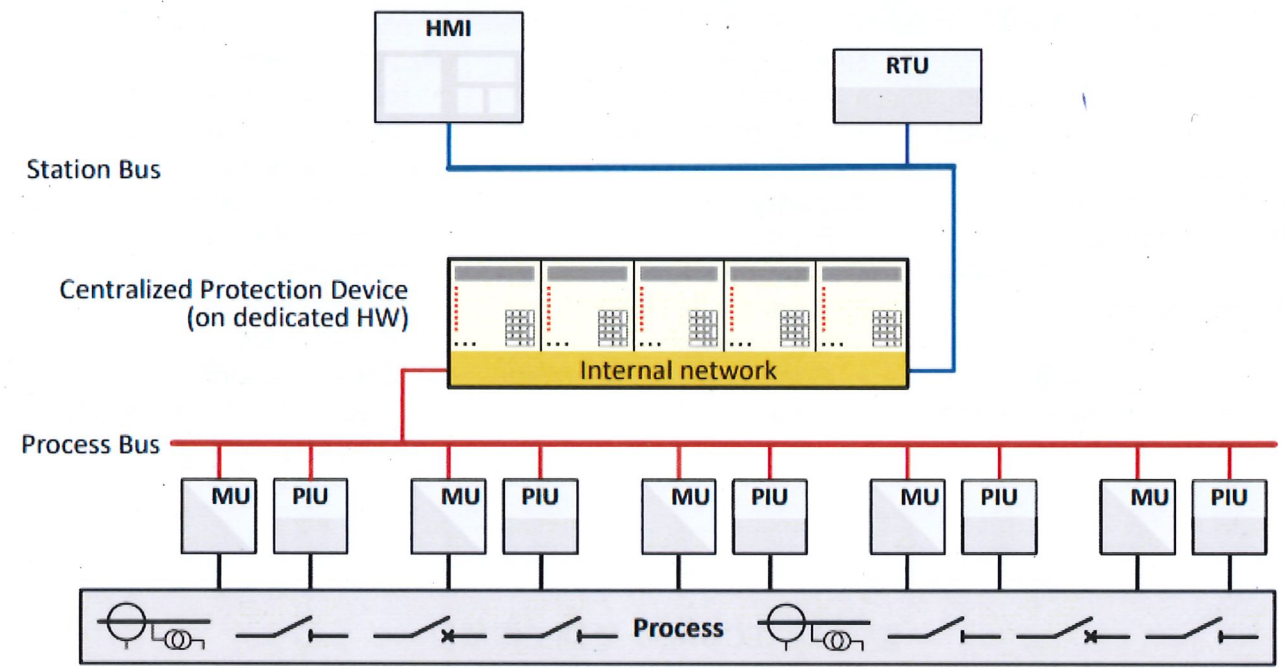 HMI
RTU
Station Bus
Centralized Protection Device
(on dedicated HW)
Internal network
Process Bus
MU PIU MU PIU MU PIU MU PIU MU PIU
Process